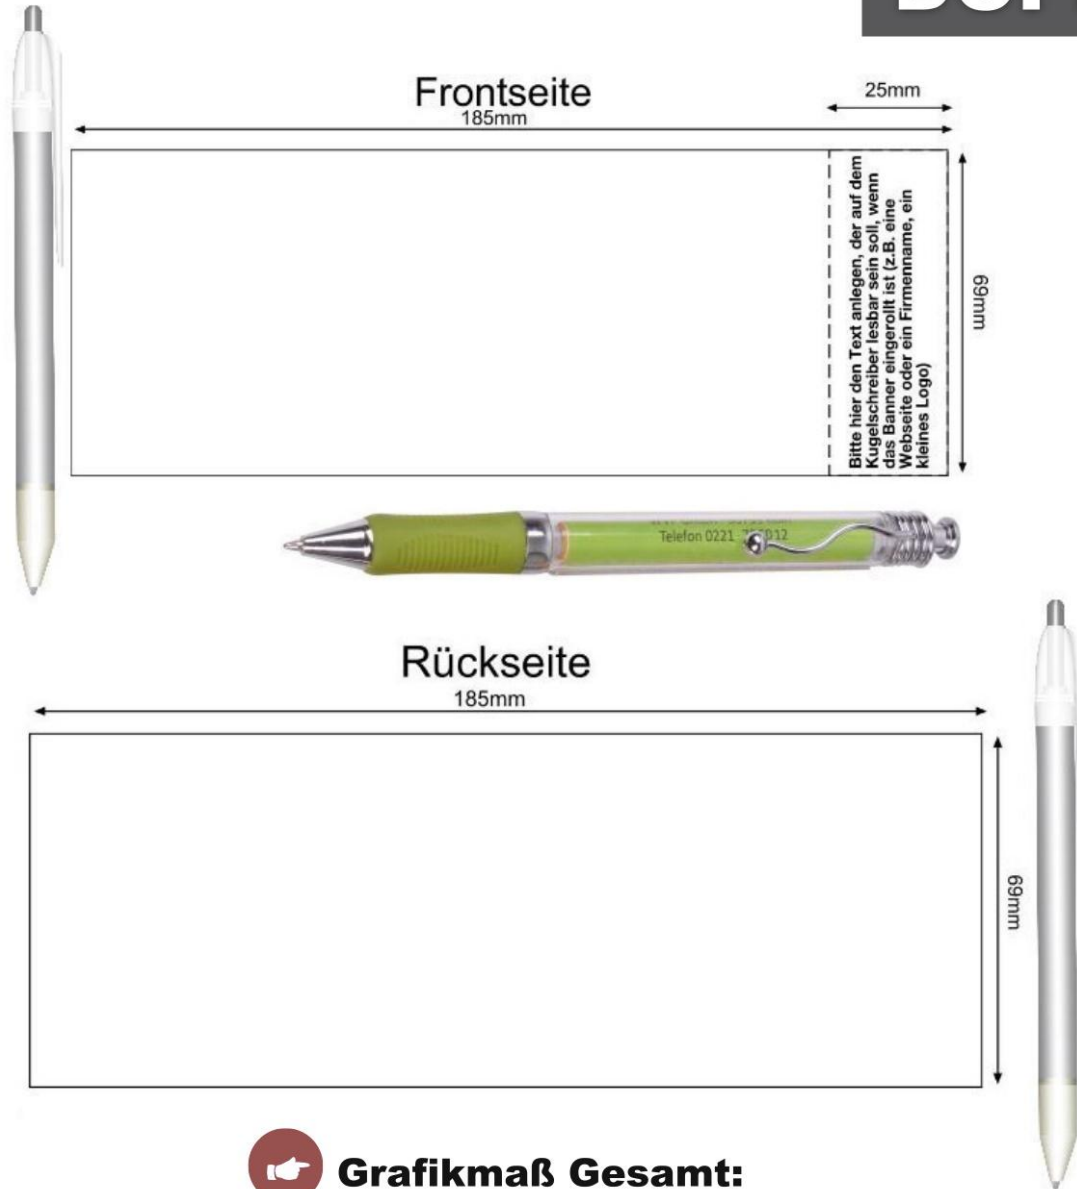 Frontseite
185mm
25mm
Bitte hier den Text anlegen, der auf dem
Kugelschreiber lesbar sein soll, wenn
das Banner eingerollt ist (z.B. eine
Webseite oder ein Firmenname, ein
kleines Logo)
69mm
Telefon 0221
Rückseite
185mm
69mm
Grafikmaß Gesamt: